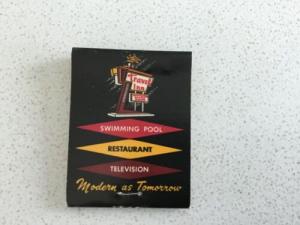 Travel
Inn
SWIMMING POOL
RESTAURANT
TELEVISION
Modern as Tomorrow